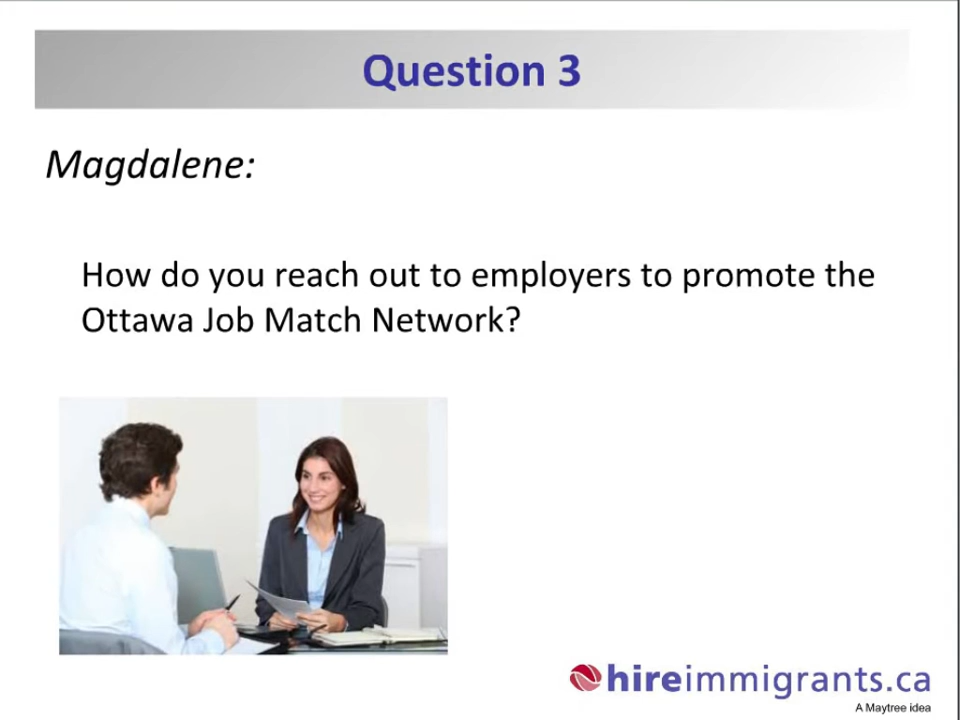 Question 3
Magdalene:
How do you reach out to employers to promote the
Ottawa Job Match Network?
hireimmigrants.ca
A Maytree idea